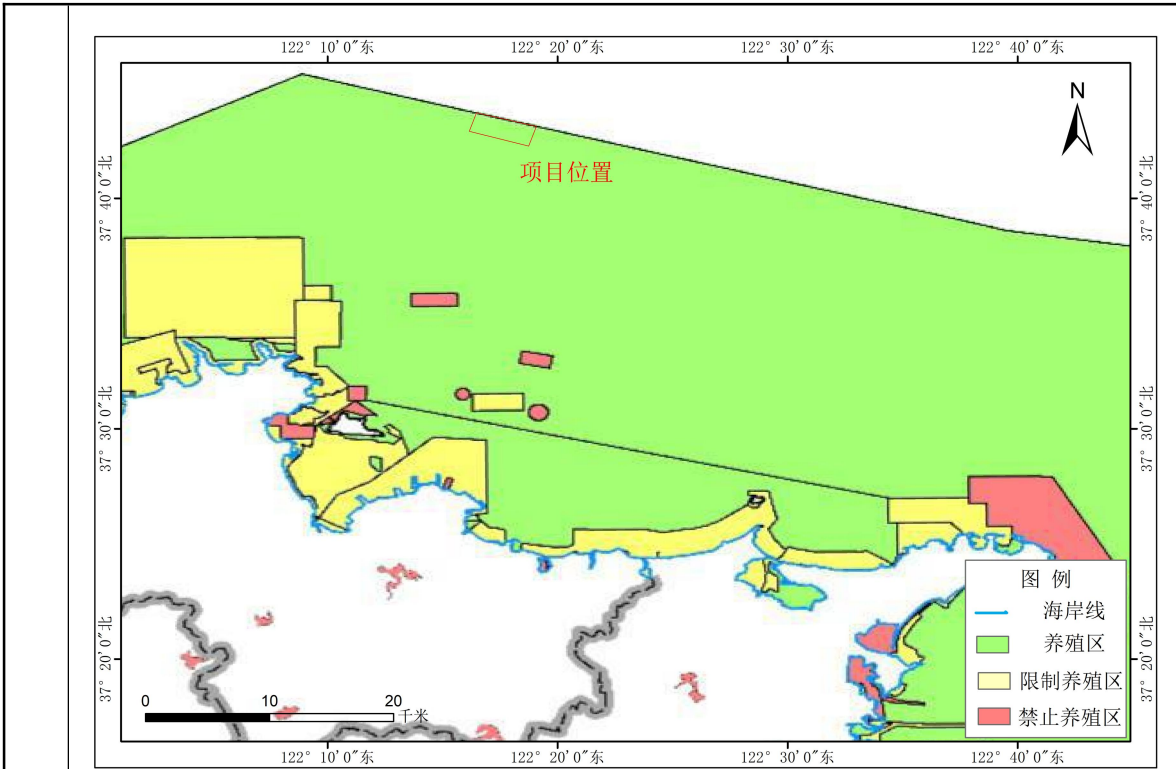 122° 10′0″东
122° 20′0″东
122° 30′0″东
122° 40′0″东
N
项目位置
37° 40′0″北
37° 40′0″北
37° 30′0″北
37° 30′0″北
37° 20′0″北
37° 20′0″北
图 例
海岸线
养殖区
限制养殖区
禁止养殖区
0
10
20
千米
122° 10′0″东
122° 20′0″东
122° 30′0″东
122° 40′0″东